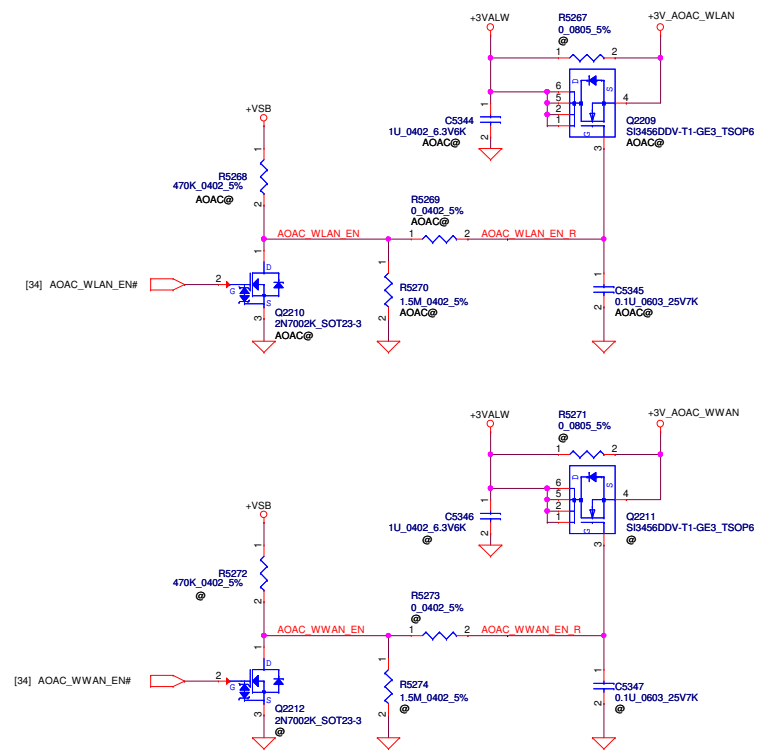 R5267
0_0805_5%
@
+3VALW
+3V_AOAC_WLAN
1
2
D
S
6
5
2
1
4
G
3
Q2209
SI3456DDV-T1-GE3_TSOP6
AOAC@
1
C5344
1U_0402_6.3V6K
2
AOAC@
+VSB
1
R5268
470K_0402_5%
AOAC@
2
R5269
0_0402_5%
AOAC@
AOAC_WLAN_EN
1
2
AOAC_WLAN_EN_R
[34] AOAC_WLAN_EN#
2
1
D
G
S
3
Q2210
2N7002K_SOT23-3
AOAC@
1
R5270
1.5M_0402_5%
AOAC@
2
1
C5345
0.1U_0603_25V7K
AOAC@
2
R5271
0_0805_5%
@
+3VALW
+3V_AOAC_WWAN
1
2
D
S
6
5
2
1
4
G
3
Q2211
SI3456DDV-T1-GE3_TSOP6
@
1
C5346
1U_0402_6.3V6K
2
@
+VSB
1
R5272
470K_0402_5%
@
2
R5273
0_0402_5%
@
AOAC_WWAN_EN
1
2
AOAC_WWAN_EN_R
[34] AOAC_WWAN_EN#
2
1
D
G
S
3
Q2212
2N7002K_SOT23-3
@
1
R5274
1.5M_0402_5%
@
2
1
C5347
0.1U_0603_25V7K
@
2